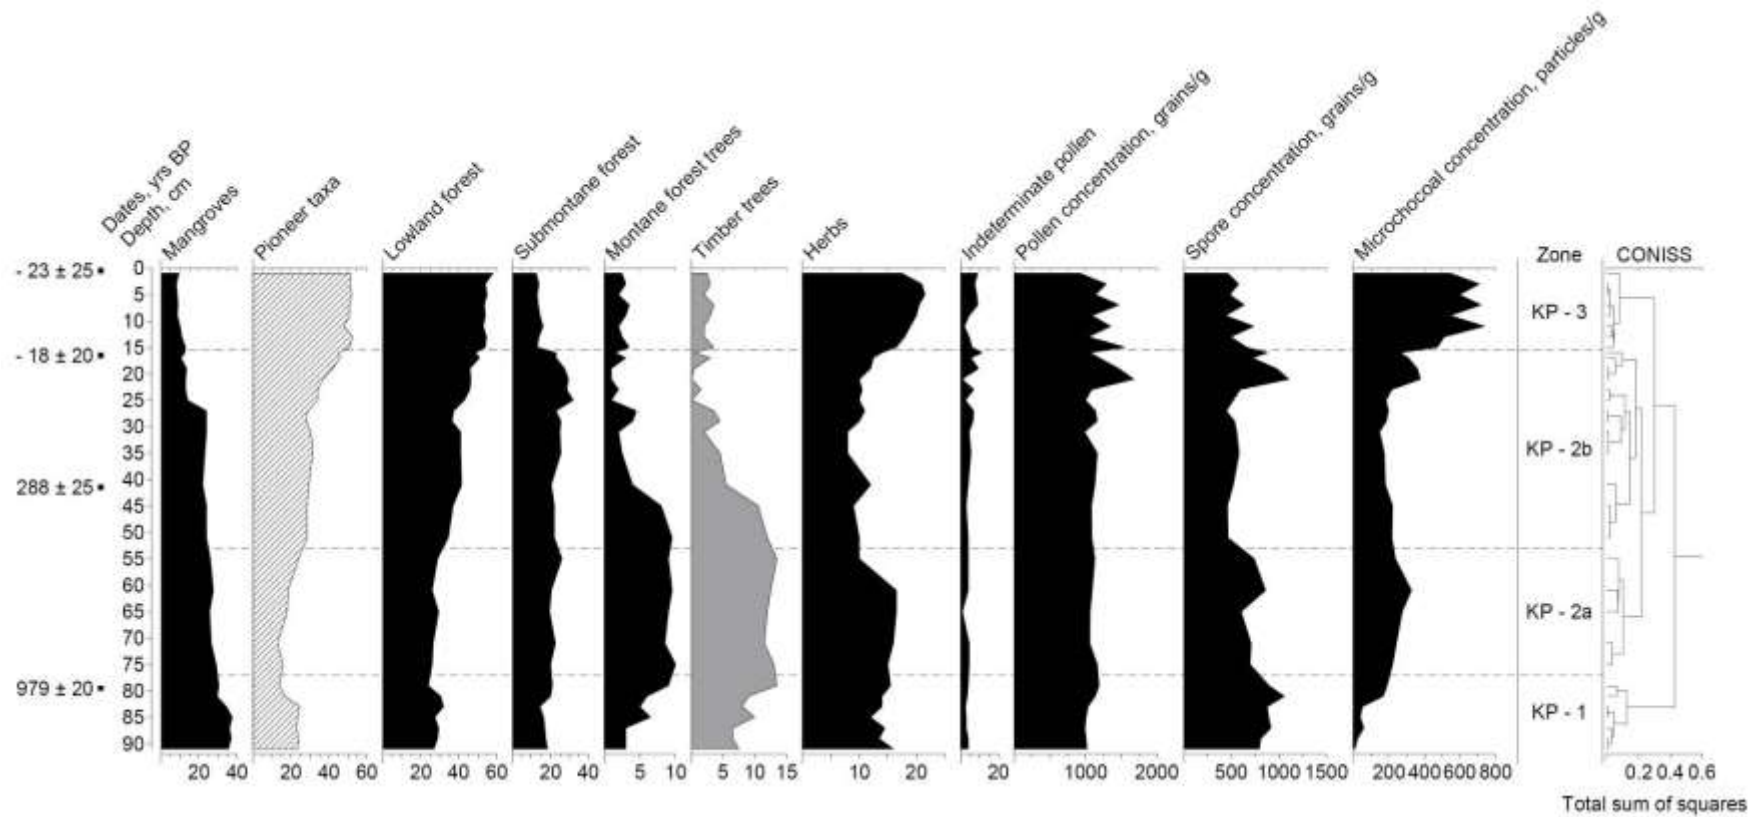 Dates, yrs BP
Depth, cm
Mangroves
Pioneer taxa
Lowland forest
Submontane forest
Montane forest trees
Timber trees
Herbs
Indeterminate pollen
Pollen concentration, grains/g
Spore concentration, grains/g
Microchocoal concentration, particles/g
Zone
CONISS
- 23 ± 25
- 18 ± 20
288 ± 25
979 ± 20
0
5
10
15
20
25
30
35
40
45
50
55
60
65
70
75
80
85
90
KP - 3
KP - 2b
KP - 2a
KP - 1
20 40
20 40 60
20 40 60
20 40
5 10
5 10 15
10 20
20
1000 2000
500 1000 1500
200 400 600 800
0.2 0.4 0.6
Total sum of squares